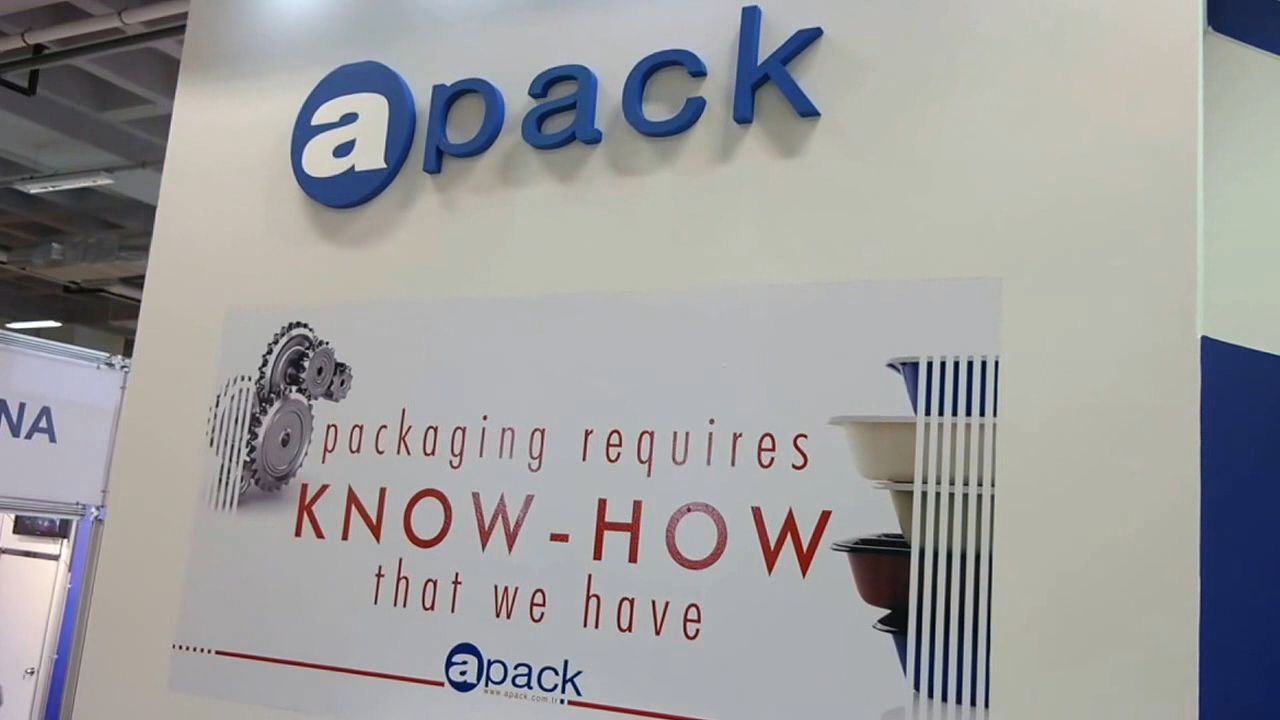 apack
NA
packaging requires
KNOW-HOW
that we have
apack
www.apack.com.tr